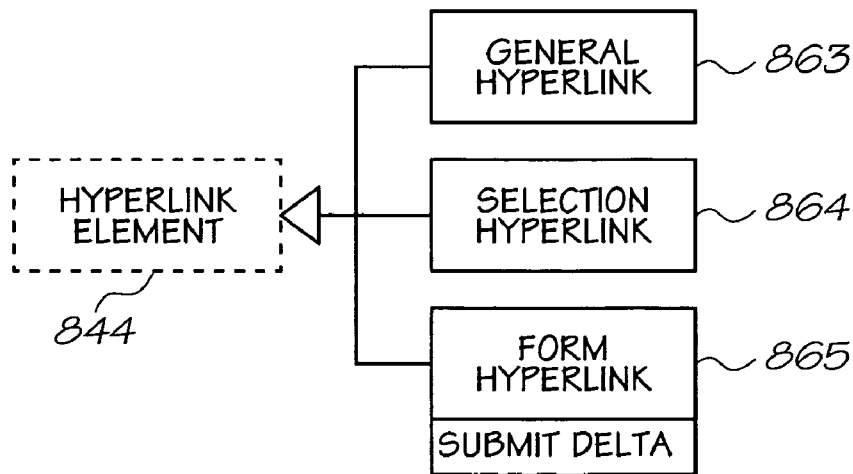 GENERAL
HYPERLINK
863
HYPERLINK
ELEMENT
844
SELECTION
HYPERLINK
864
FORM
HYPERLINK
865
SUBMIT DELTA